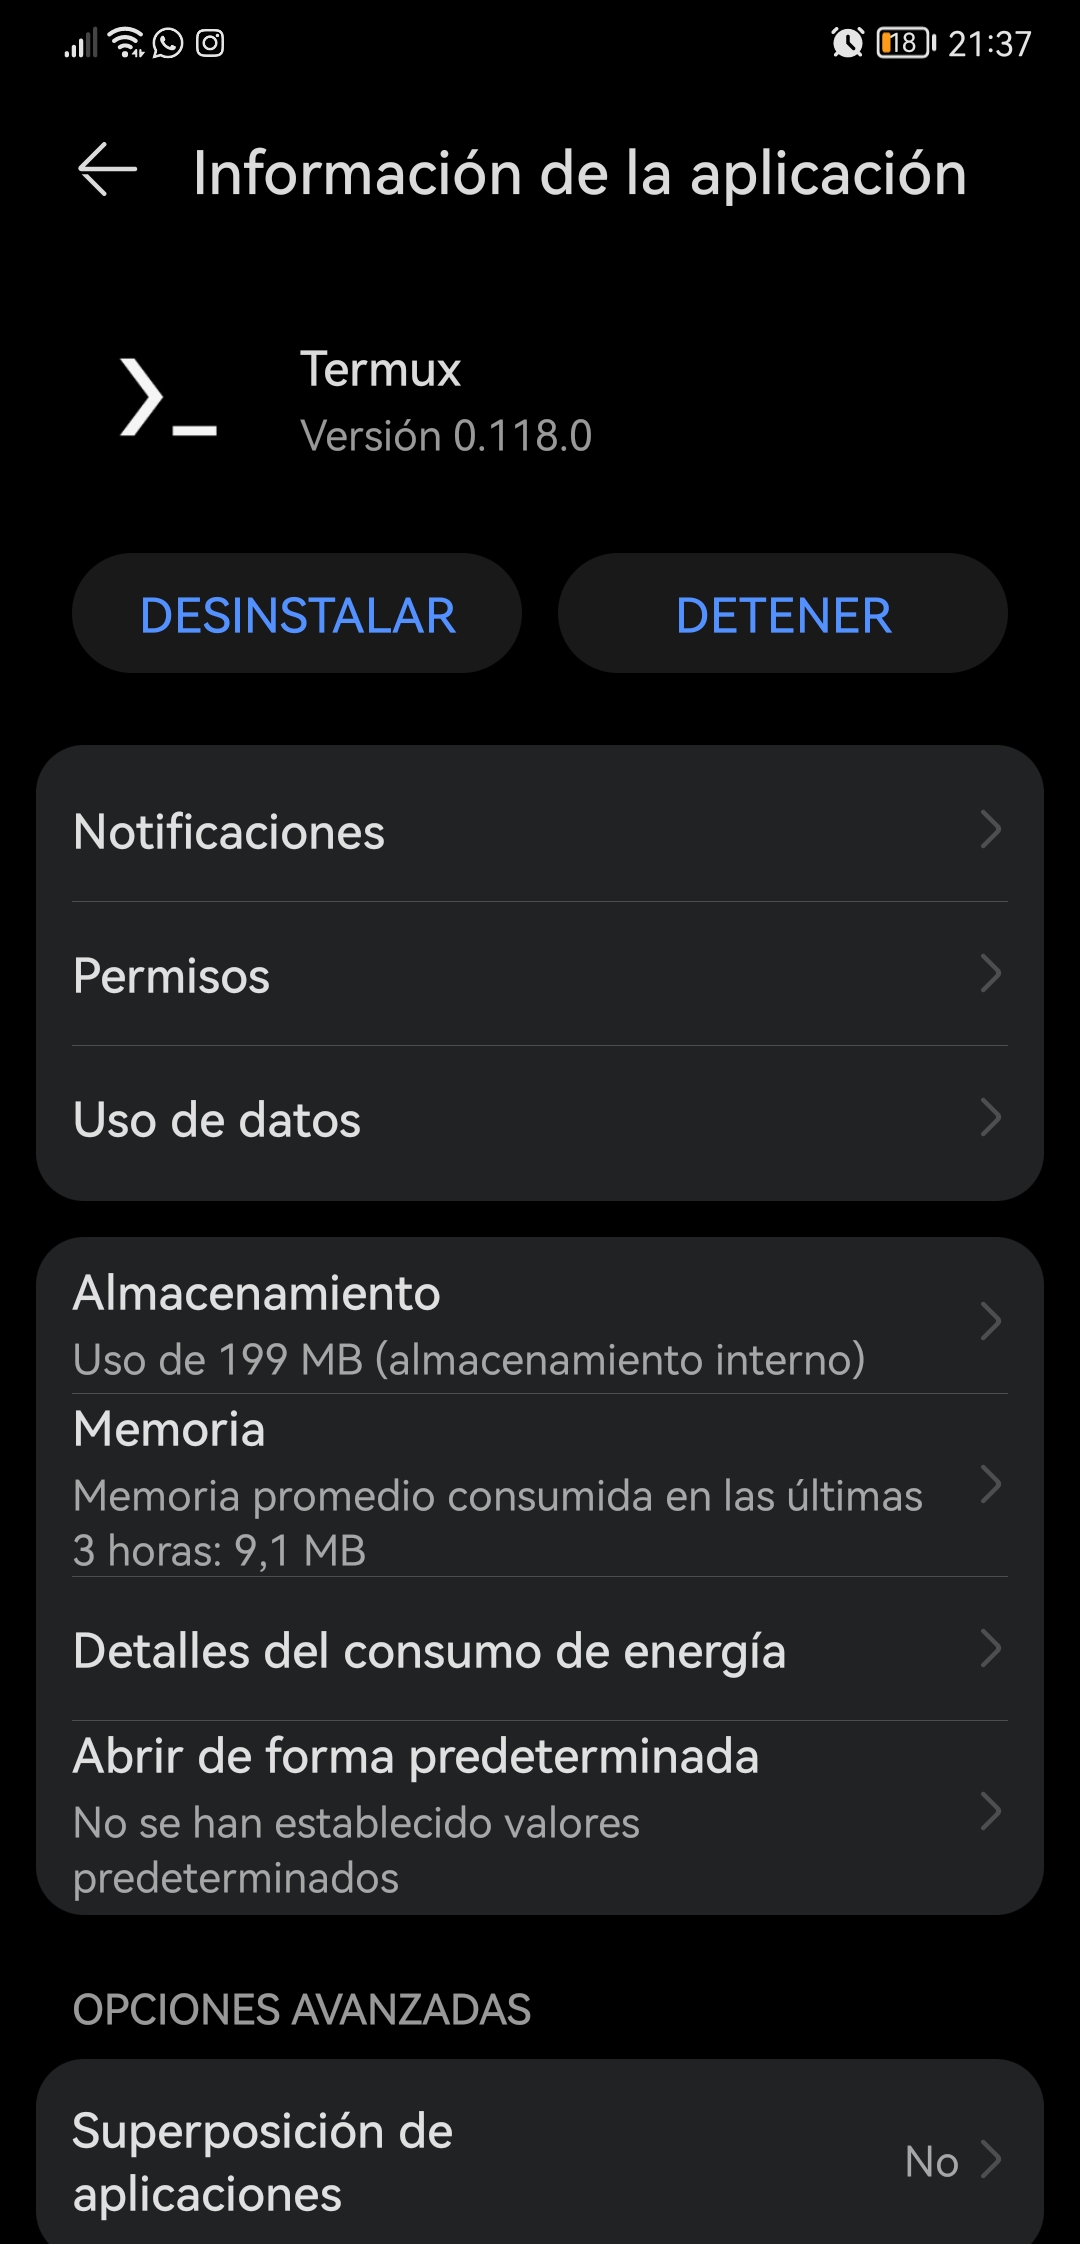 18 21:37
Información de la aplicación
Termux
Versión 0.118.0
DESINSTALAR DETENER
Notificaciones
Permisos
Uso de datos
Almacenamiento
Uso de 199 MB (almacenamiento interno)
Memoria
Memoria promedio consumida en las últimas
3 horas: 9,1 MB
Detalles del consumo de energía
Abrir de forma predeterminada
No se han establecido valores
predeterminados
OPCIONES AVANZADAS
Superposición de
aplicaciones
No